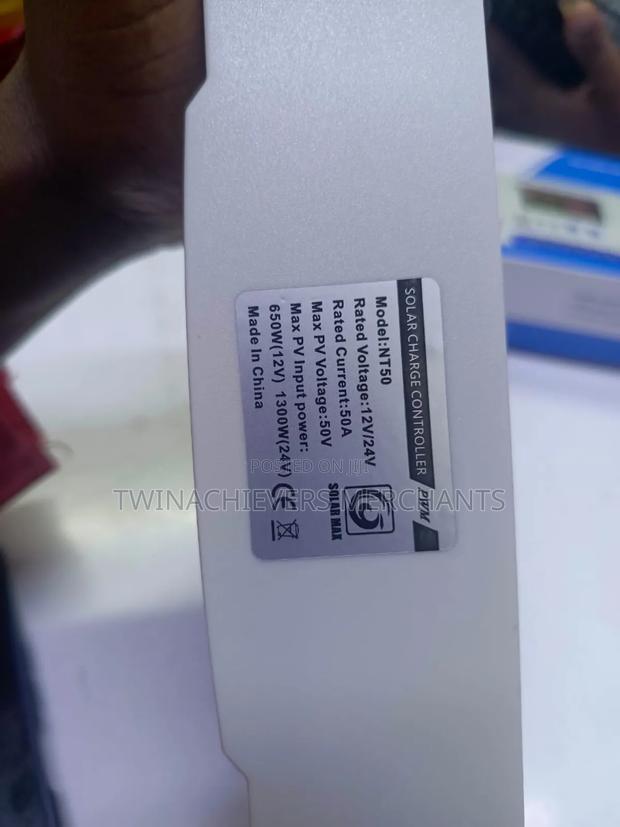 SOLAR CHARGE CONTROLLER PWM
Model:NT50
Rated Voltage:12V/24V
Rated Current:50A
Max PV Voltage:50V
Max PV Input power:
650W(12V) 1300W(24V)
Made In China
SOLAR MAX
CE
POSTED ON
TWINACHIEVERS MERCHANTS